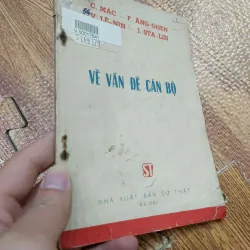 C. MÁC F. ĂNG-GHEN
V. I. LÊ-NIN I. STA-LIN
VỀ VẤN ĐỀ CÁN BỘ
ST
NHÀ XUẤT BẢN SỰ THẬT